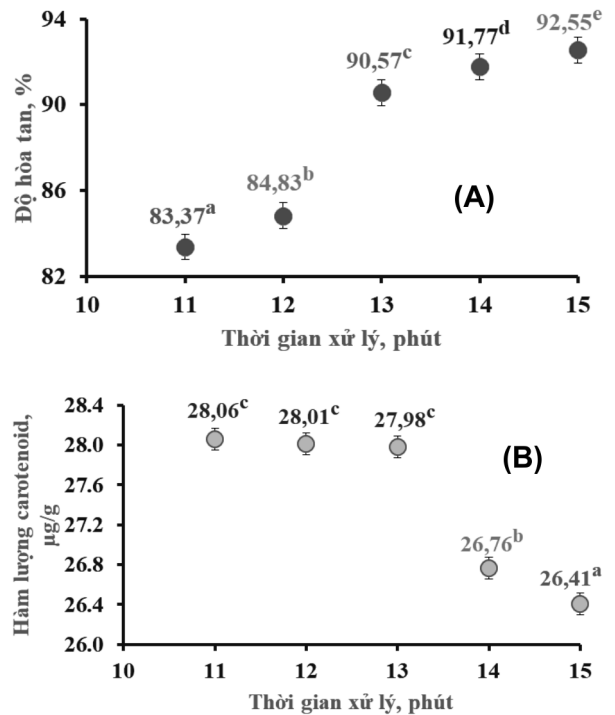 94
92,55e
91,77d
90,57c
90
Độ hòa tan, %
86
84,83b
(A)
83,37a
82
10 11 12 13 14 15
Thời gian xử lý, phút
28.4
28,06c 28,01c 27,98c
28.0
(B)
27.6
Hàm lượng carotenoid,
µg/g
27.2
26,76b
26.8
26,41a
26.4
26.0
10 11 12 13 14 15
Thời gian xử lý, phút